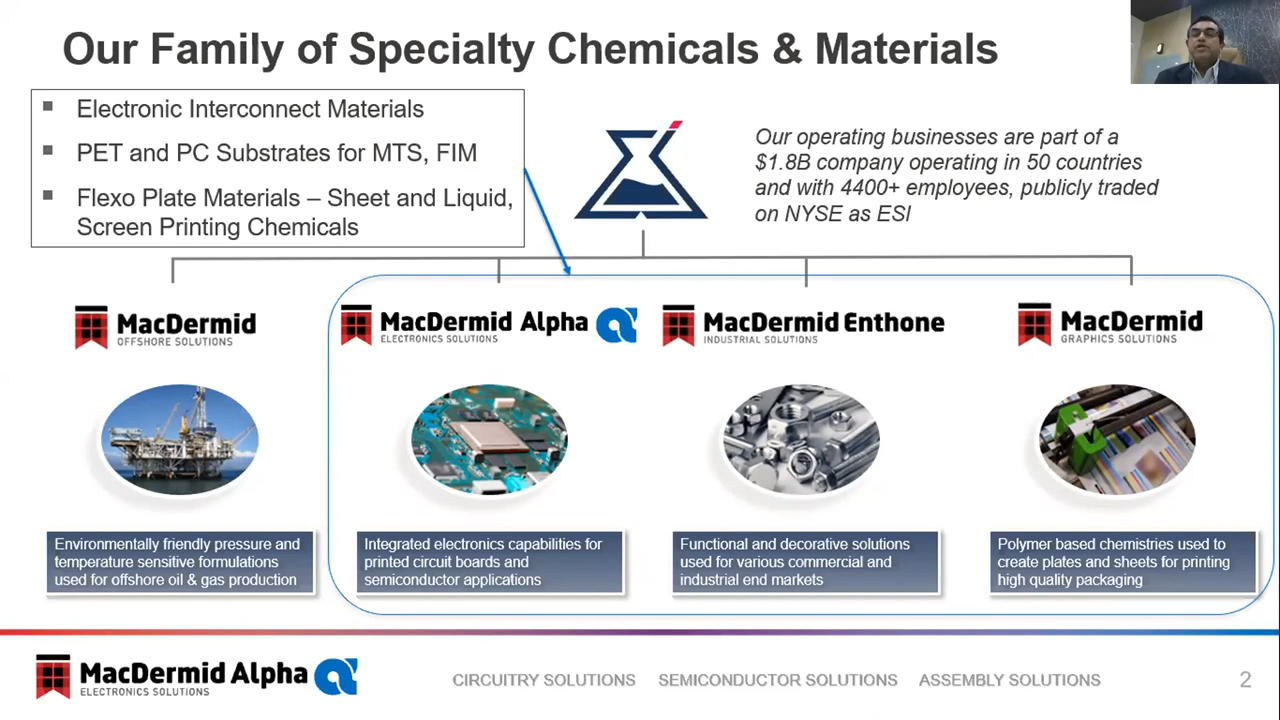 Our Family of Specialty Chemicals & Materials
▪ Electronic Interconnect Materials
▪ PET and PC Substrates for MTS, FIM
▪ Flexo Plate Materials – Sheet and Liquid,
Screen Printing Chemicals
Our operating businesses are part of a
$1.8B company operating in 50 countries
and with 4400+ employees, publicly traded
on NYSE as ESI
MacDermid
OFFSHORE SOLUTIONS
MacDermid Alpha
ELECTRONICS SOLUTIONS
MacDermid Enthone
INDUSTRIAL SOLUTIONS
MacDermid
GRAPHICS SOLUTIONS
Environmentally friendly pressure and
temperature sensitive formulations
used for offshore oil & gas production
Integrated electronics capabilities for
printed circuit boards and
semiconductor applications
Functional and decorative solutions
used for various commercial and
industrial end markets
Polymer based chemistries used to
create plates and sheets for printing
high quality packaging
MacDermid Alpha
ELECTRONICS SOLUTIONS
CIRCUITRY SOLUTIONS SEMICONDUCTOR SOLUTIONS ASSEMBLY SOLUTIONS
2